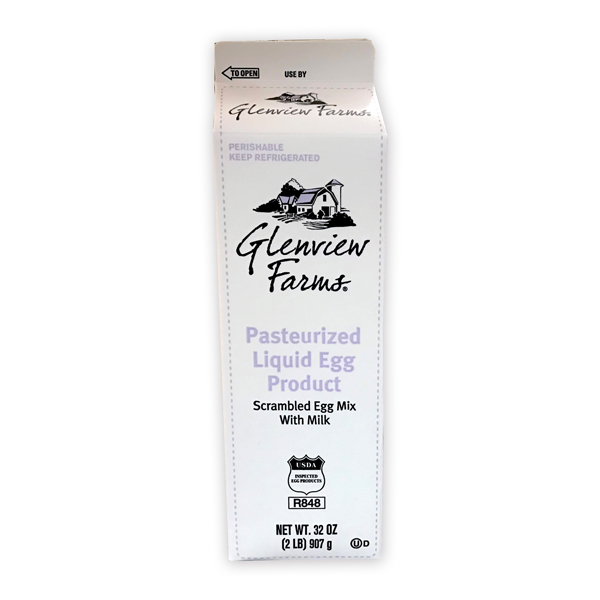 TO OPEN
USE BY
Glenview Farms®
PERISHABLE
KEEP REFRIGERATED
Glenview
Farms®
Pasteurized
Liquid Egg
Product
Scrambled Egg Mix
With Milk
USDA
INSPECTED
EGG PRODUCTS
R848
NET WT. 32 OZ
(2 LB) 907 g
U D